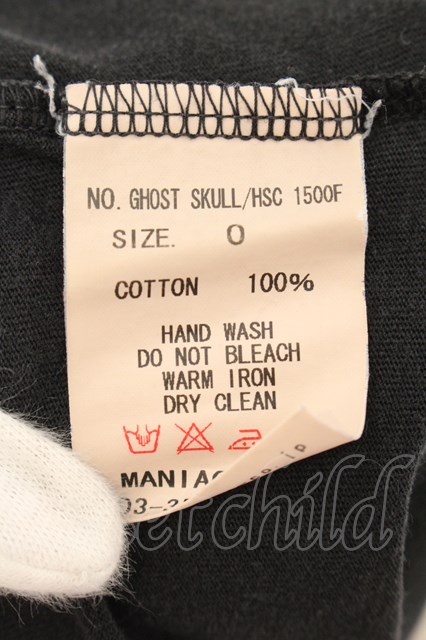 NO. GHOST SKULL/HSC 1500F
SIZE. 0
COTTON 100%
HAND WASH
DO NOT BLEACH
WARM IRON
DRY CLEAN